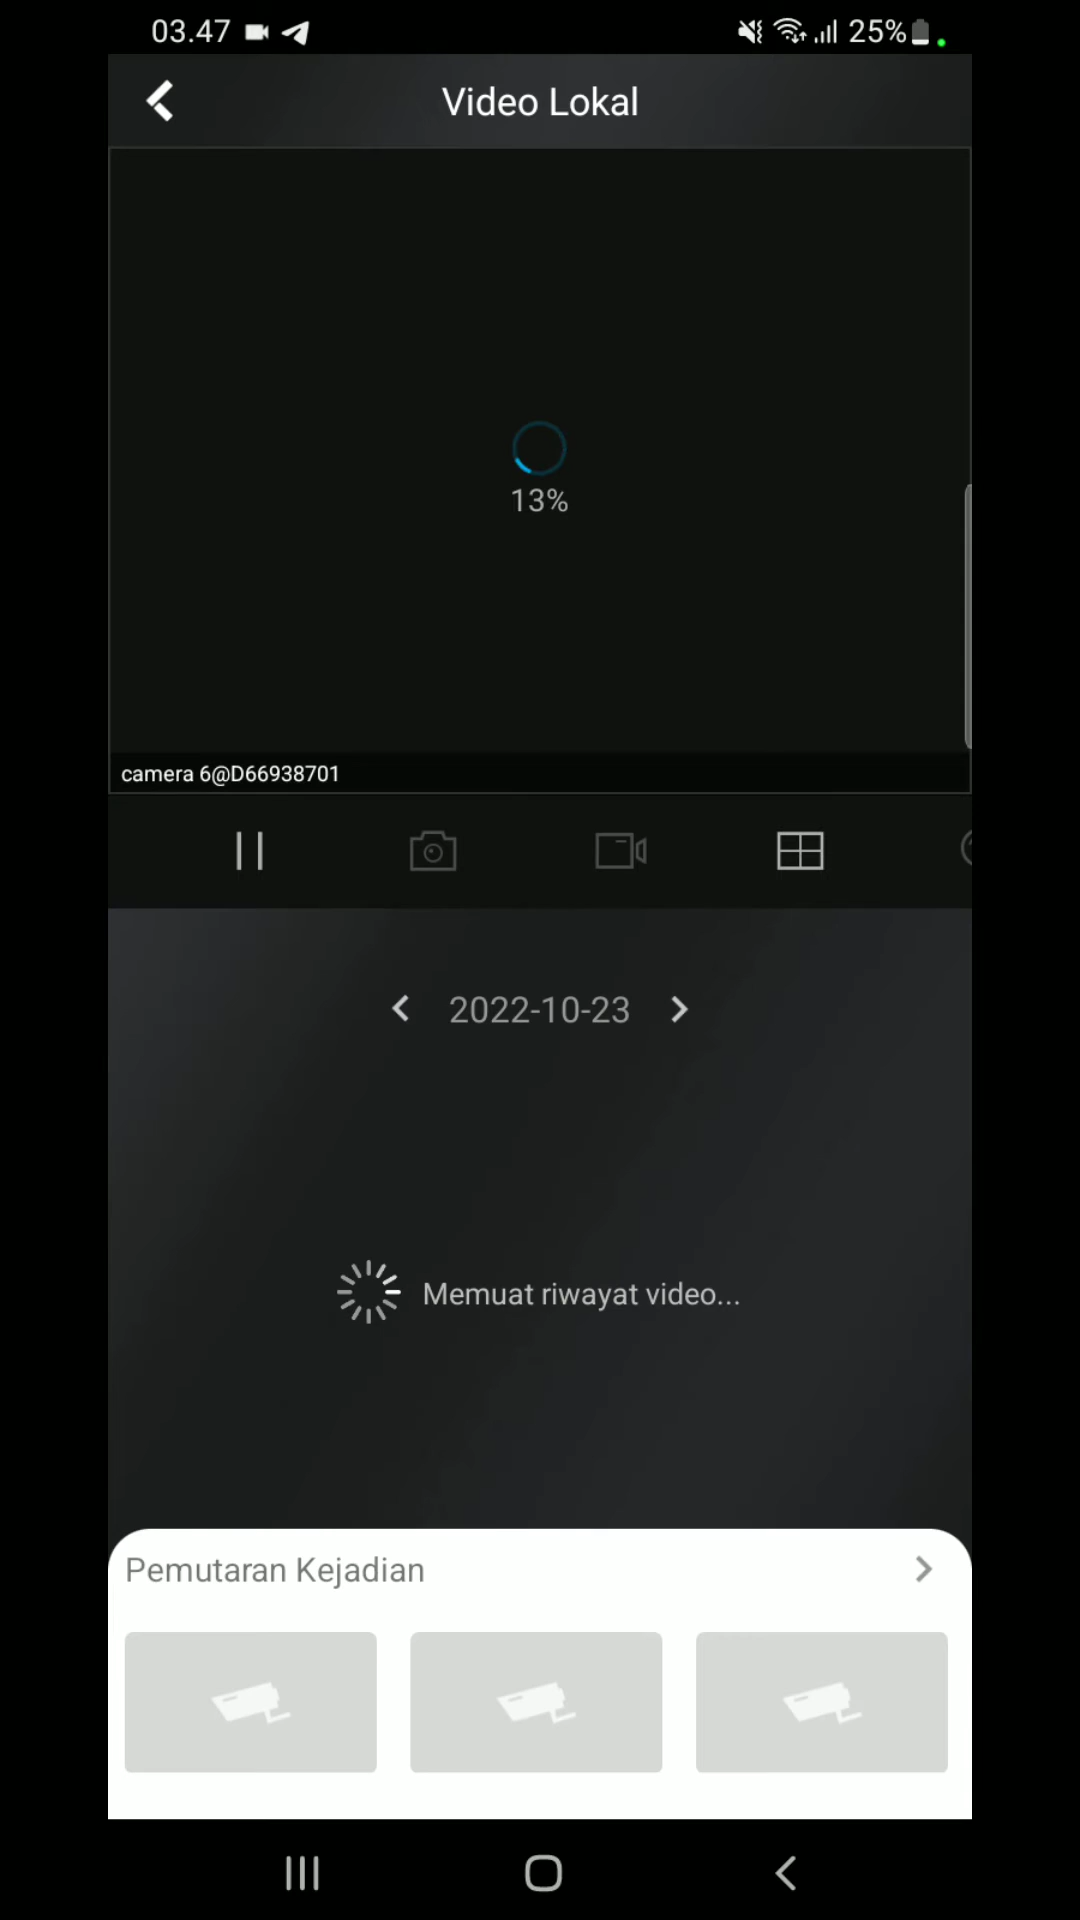 03.47
25%
Video Lokal
13%
camera 6@D66938701
2022-10-23
Memuat riwayat video...
Pemutaran Kejadian